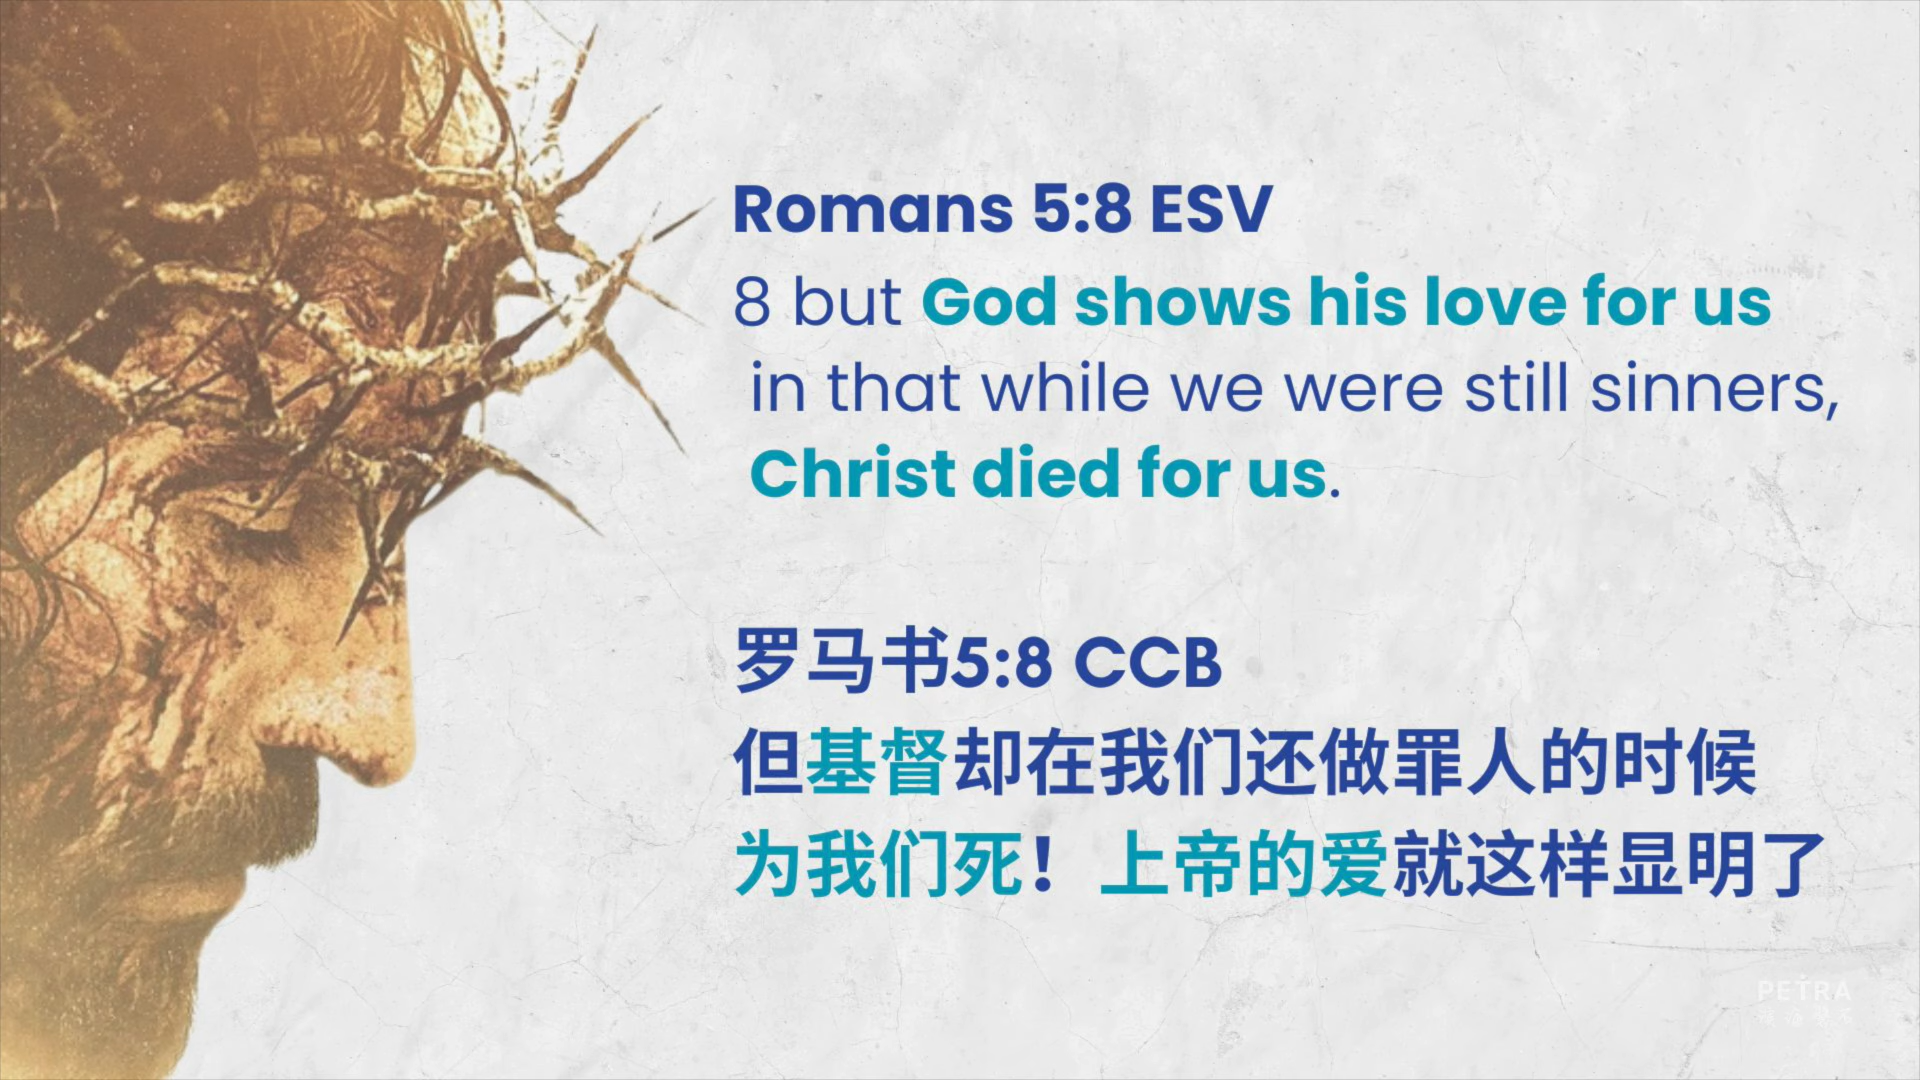 Romans 5:8 ESV
8 but God shows his love for us
in that while we were still sinners,
Christ died for us.
罗马书5:8 CCB
但基督却在我们还做罪人的时候
为我们死！上帝的爱就这样显明了
PETRA